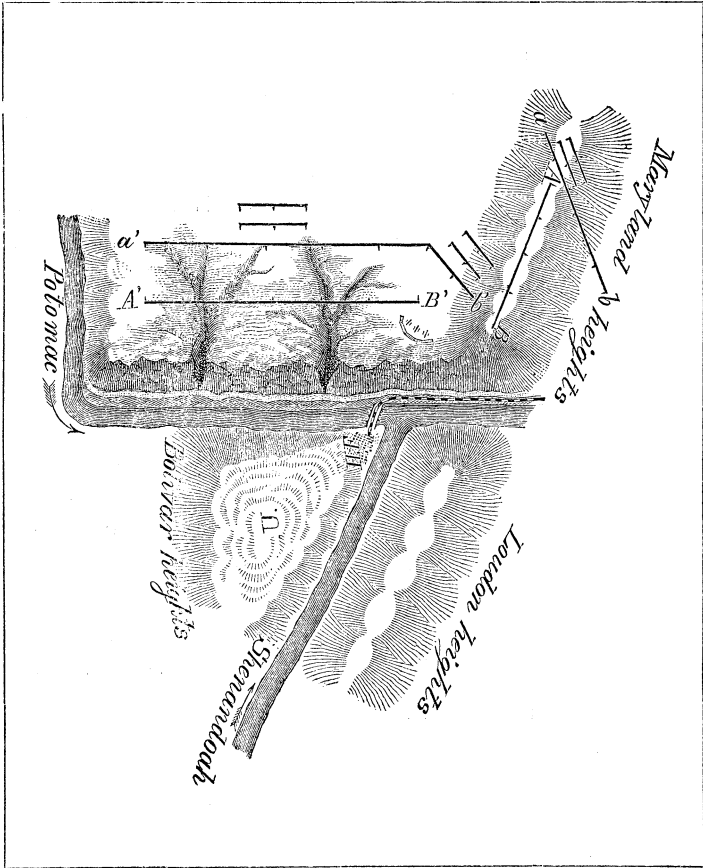 a
A
Maryland heights
b
B
a'
b'
A' B'
Potomac
Bolivar heights
Loudon heights
Shenandoah